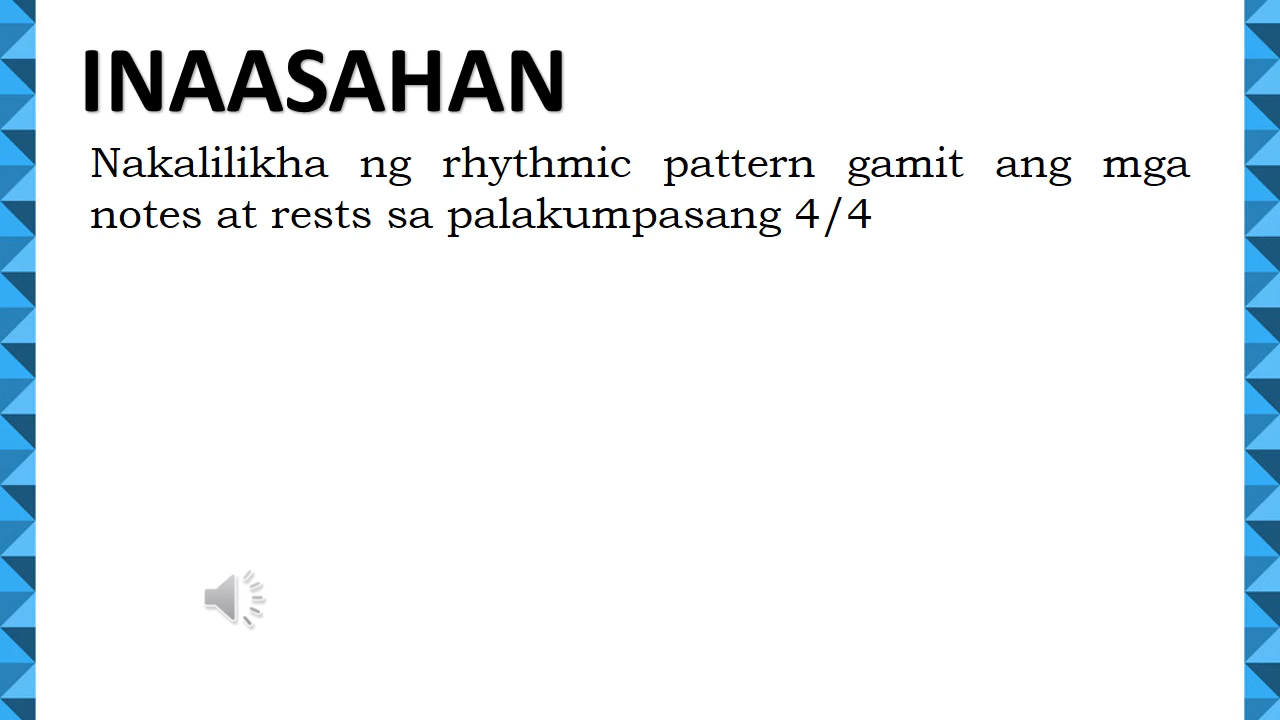 INAASAHAN
Nakalilikha ng rhythmic pattern gamit ang mga
notes at rests sa palakumpasang 4/4